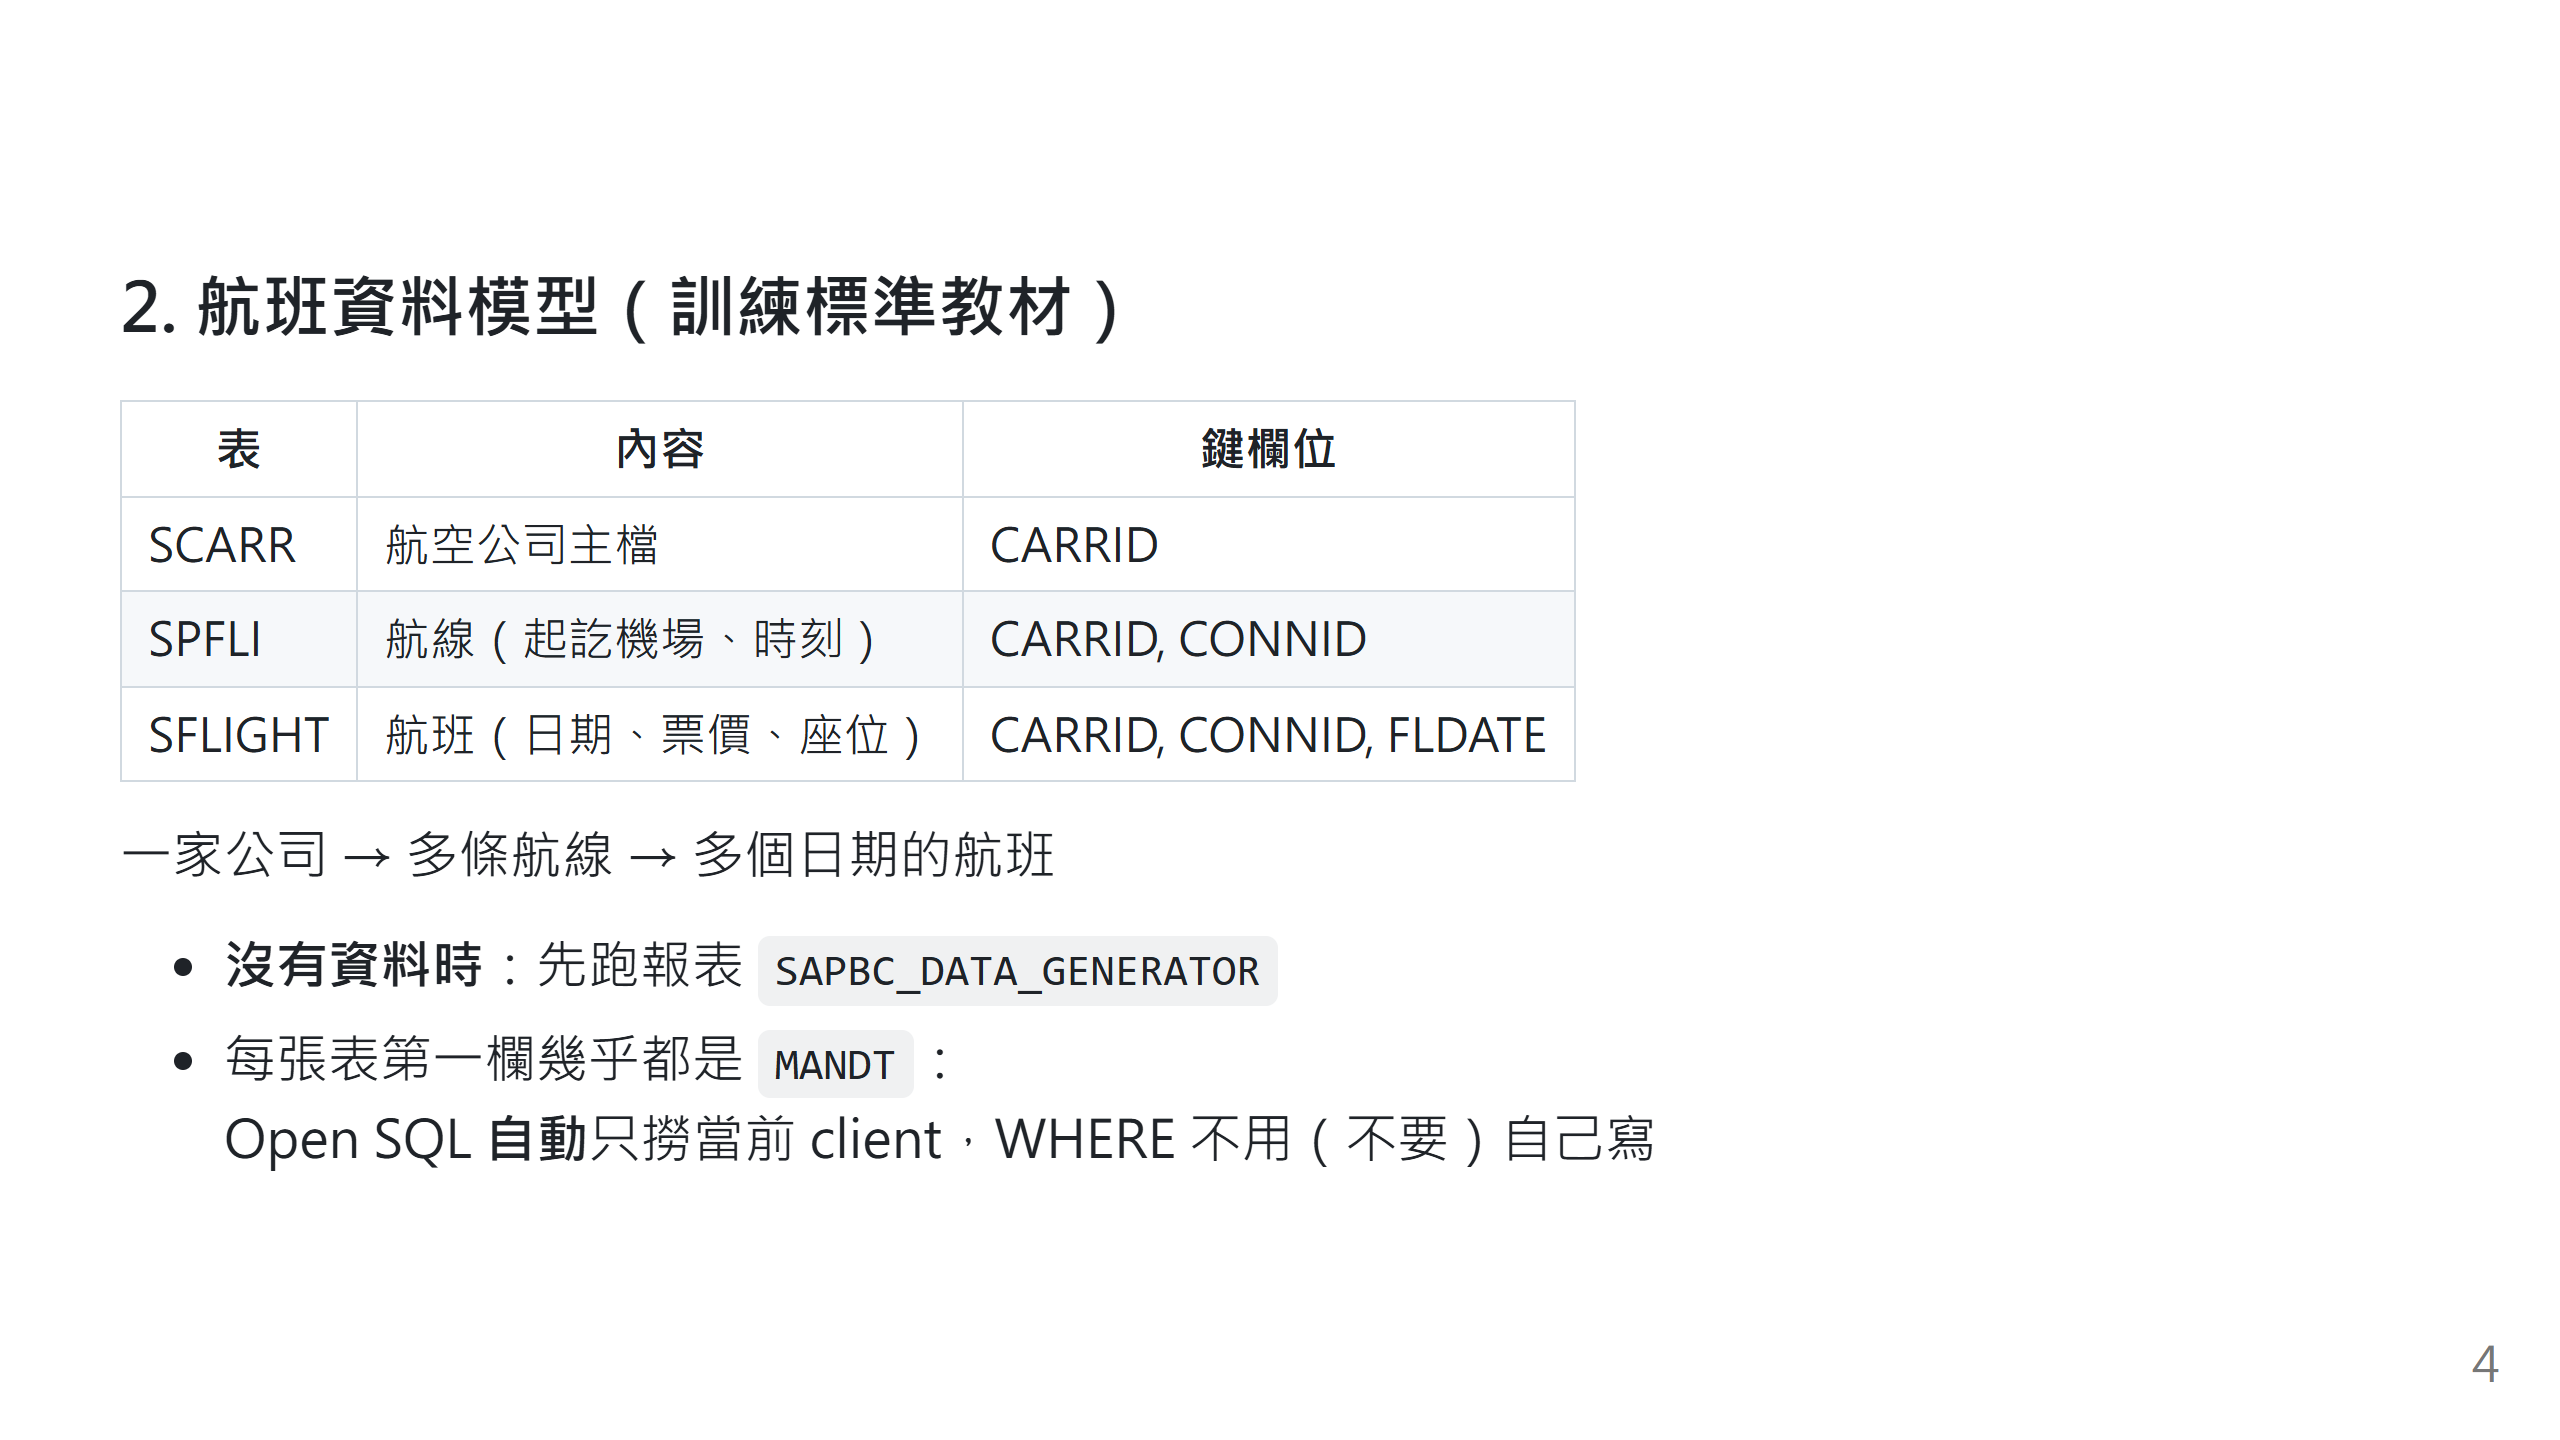 2. 航班資料模型（訓練標準教材）
表 內容 鍵欄位
SCARR 航空公司主檔 CARRID
SPFLI 航線（起訖機場、時刻） CARRID, CONNID
SFLIGHT 航班（日期、票價、座位） CARRID, CONNID, FLDATE
一家公司 → 多條航線 → 多個日期的航班
• 沒有資料時：先跑報表 SAPBC_DATA_GENERATOR
• 每張表第一欄幾乎都是 MANDT：
Open SQL 自動只撈當前 client，WHERE 不用（不要）自己寫
4